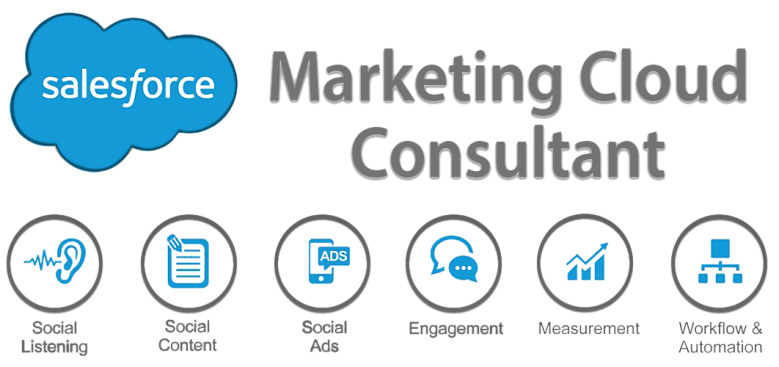 salesforce
Marketing Cloud
Consultant
ADS
Social
Listening
Social
Content
Social
Ads
Engagement
Measurement
Workflow &
Automation